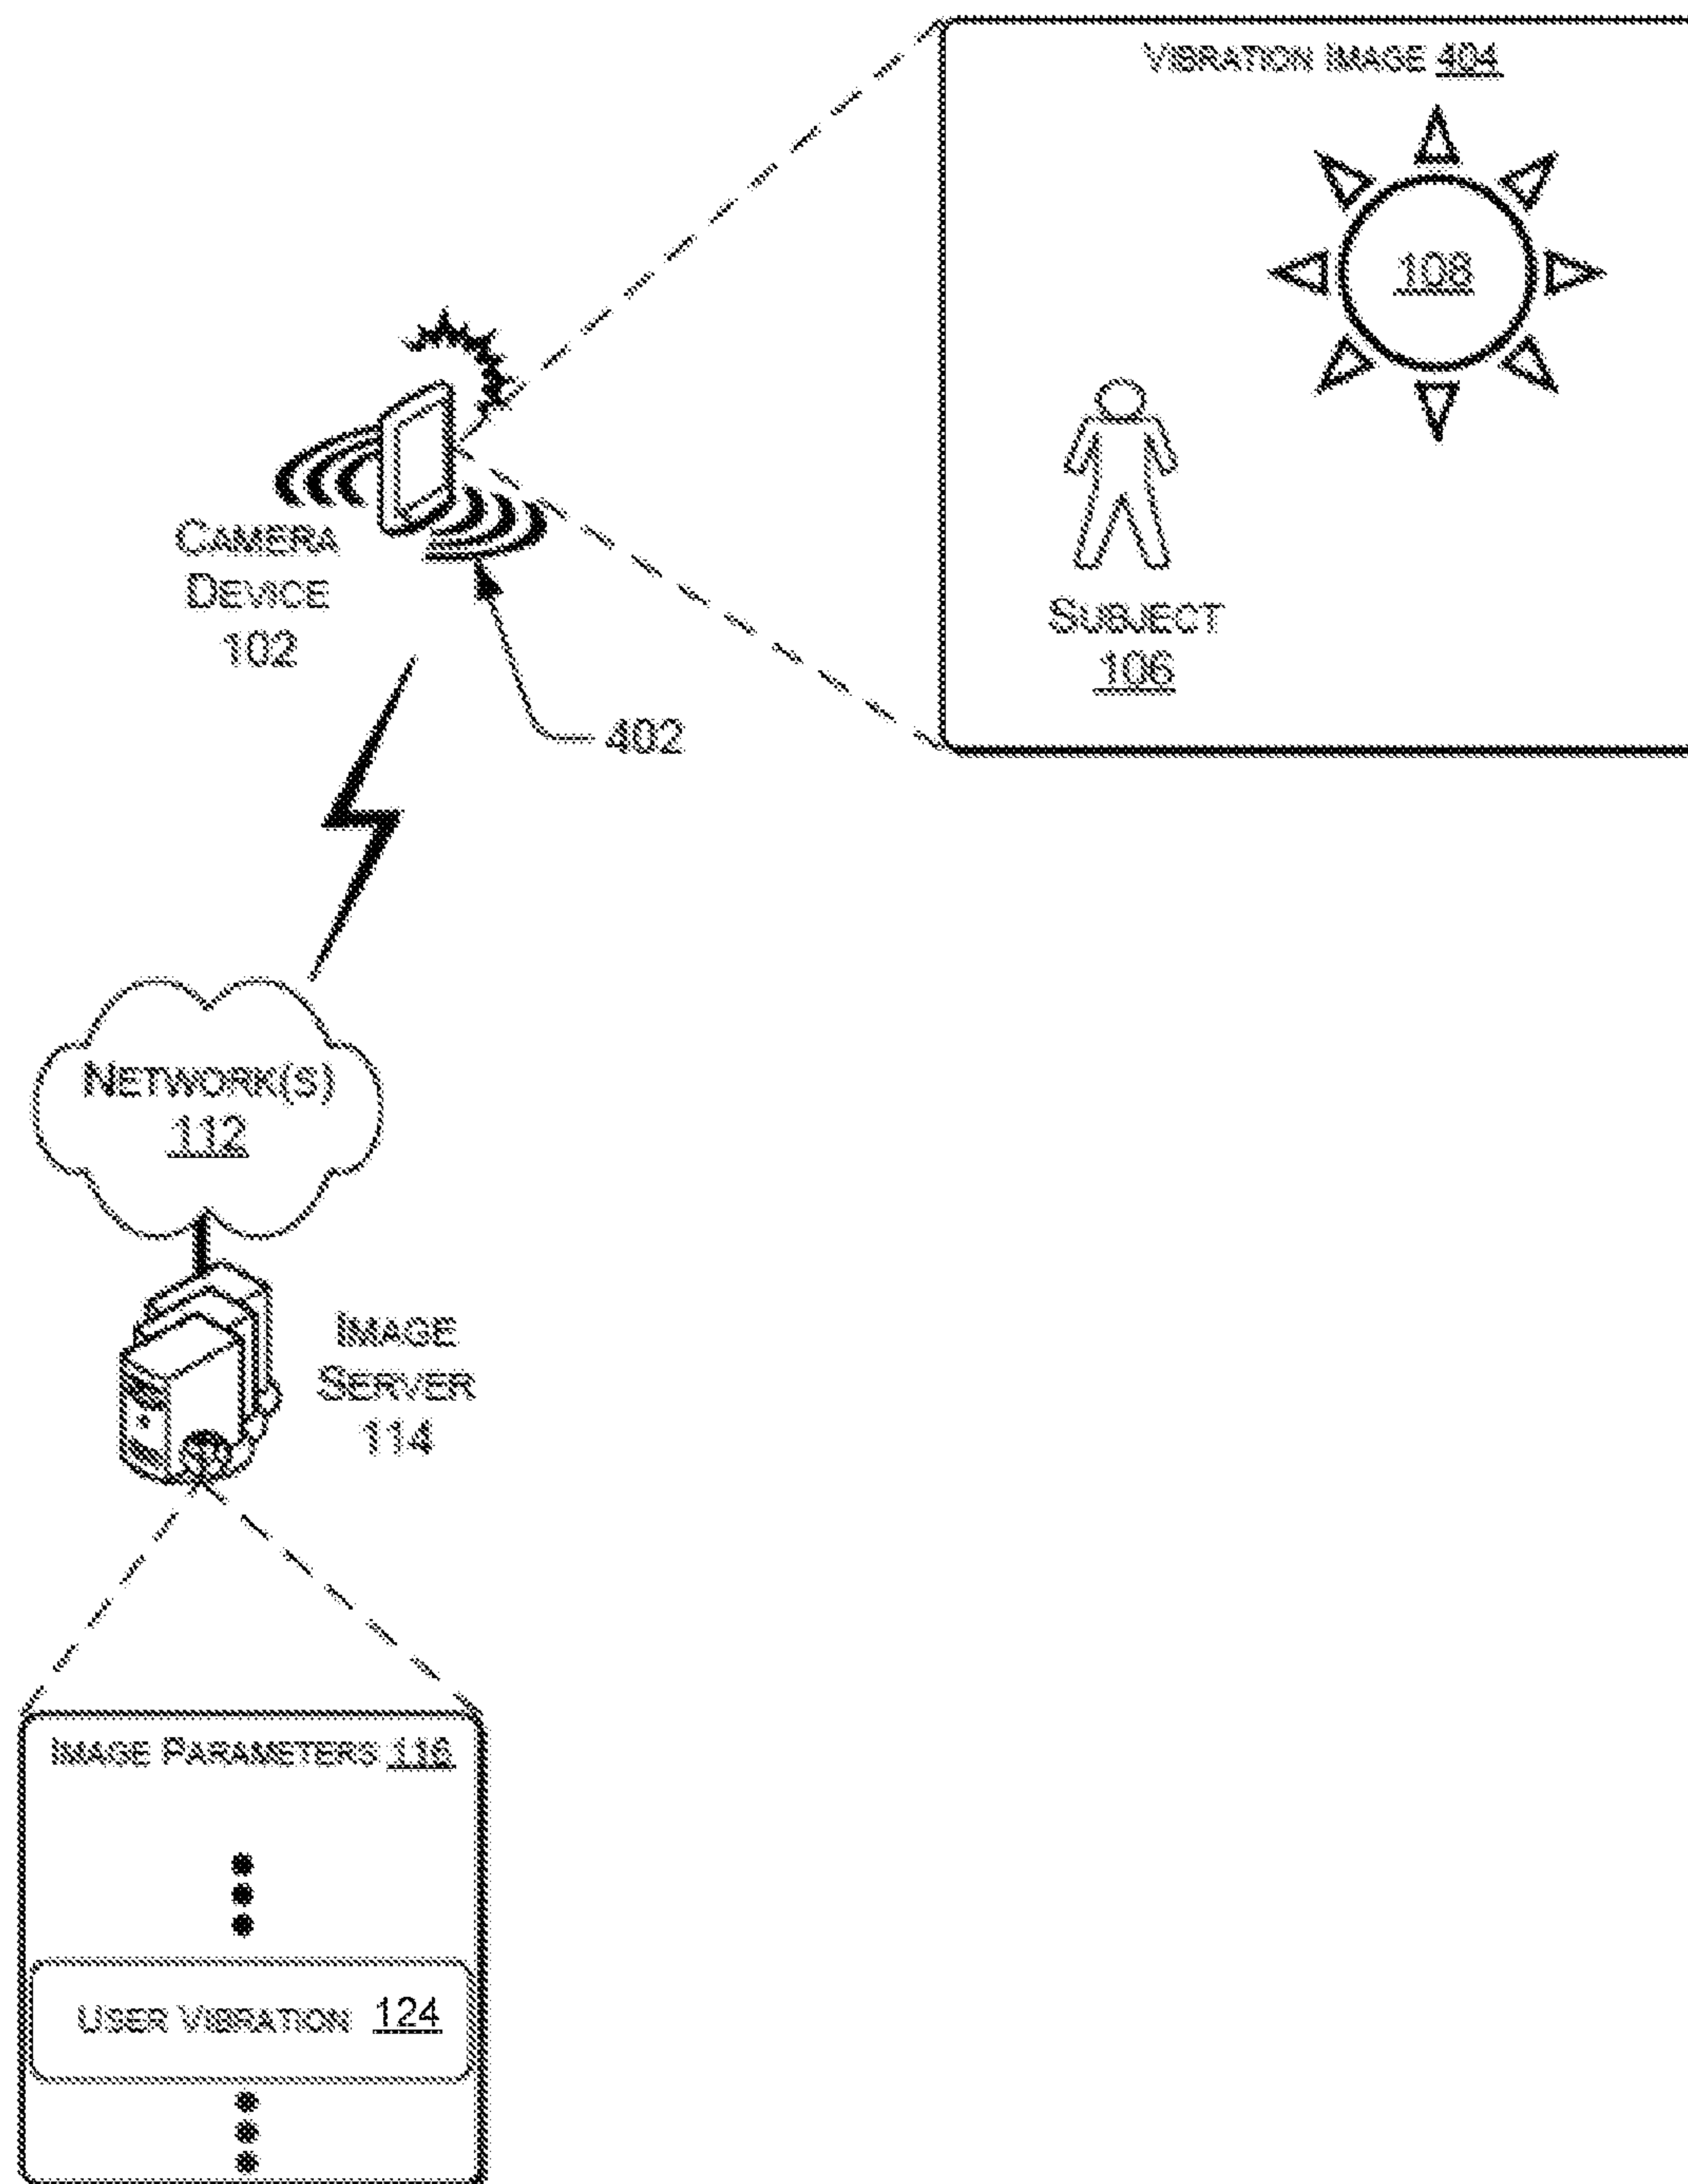 VIBRATION IMAGE 404
108
SUBJECT
106
CAMERA
DEVICE
102
402
NETWORK(S)
112
IMAGE
SERVER
114
IMAGE PARAMETERS 116
USER VIBRATION 124